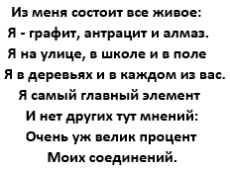 Из меня состоит все живое:
Я - графит, антрацит и алмаз.
Я на улице, в школе и в поле
Я в деревьях и в каждом из вас.
Я самый главный элемент
И нет других тут мнений:
Очень уж велик процент
Моих соединений.